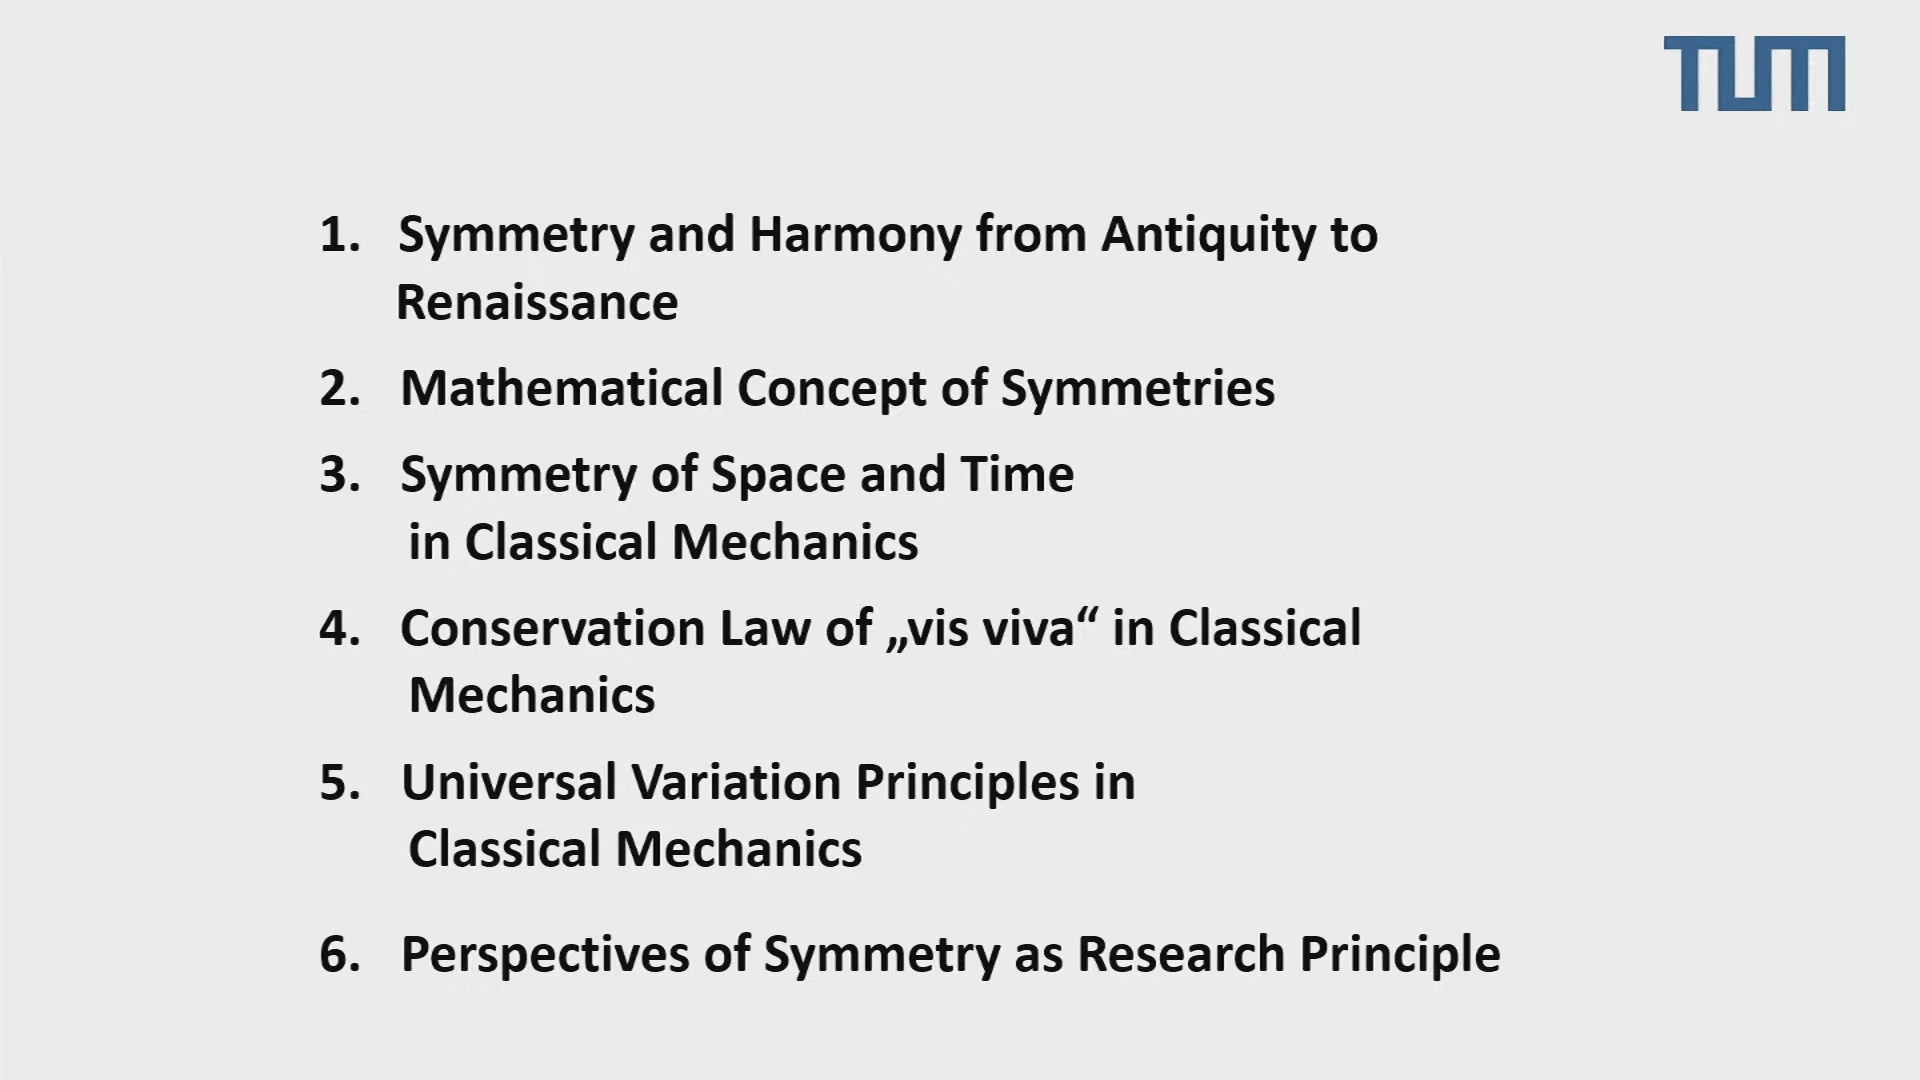 TUM
1. Symmetry and Harmony from Antiquity to
Renaissance
2. Mathematical Concept of Symmetries
3. Symmetry of Space and Time
in Classical Mechanics
4. Conservation Law of „vis viva“ in Classical
Mechanics
5. Universal Variation Principles in
Classical Mechanics
6. Perspectives of Symmetry as Research Principle